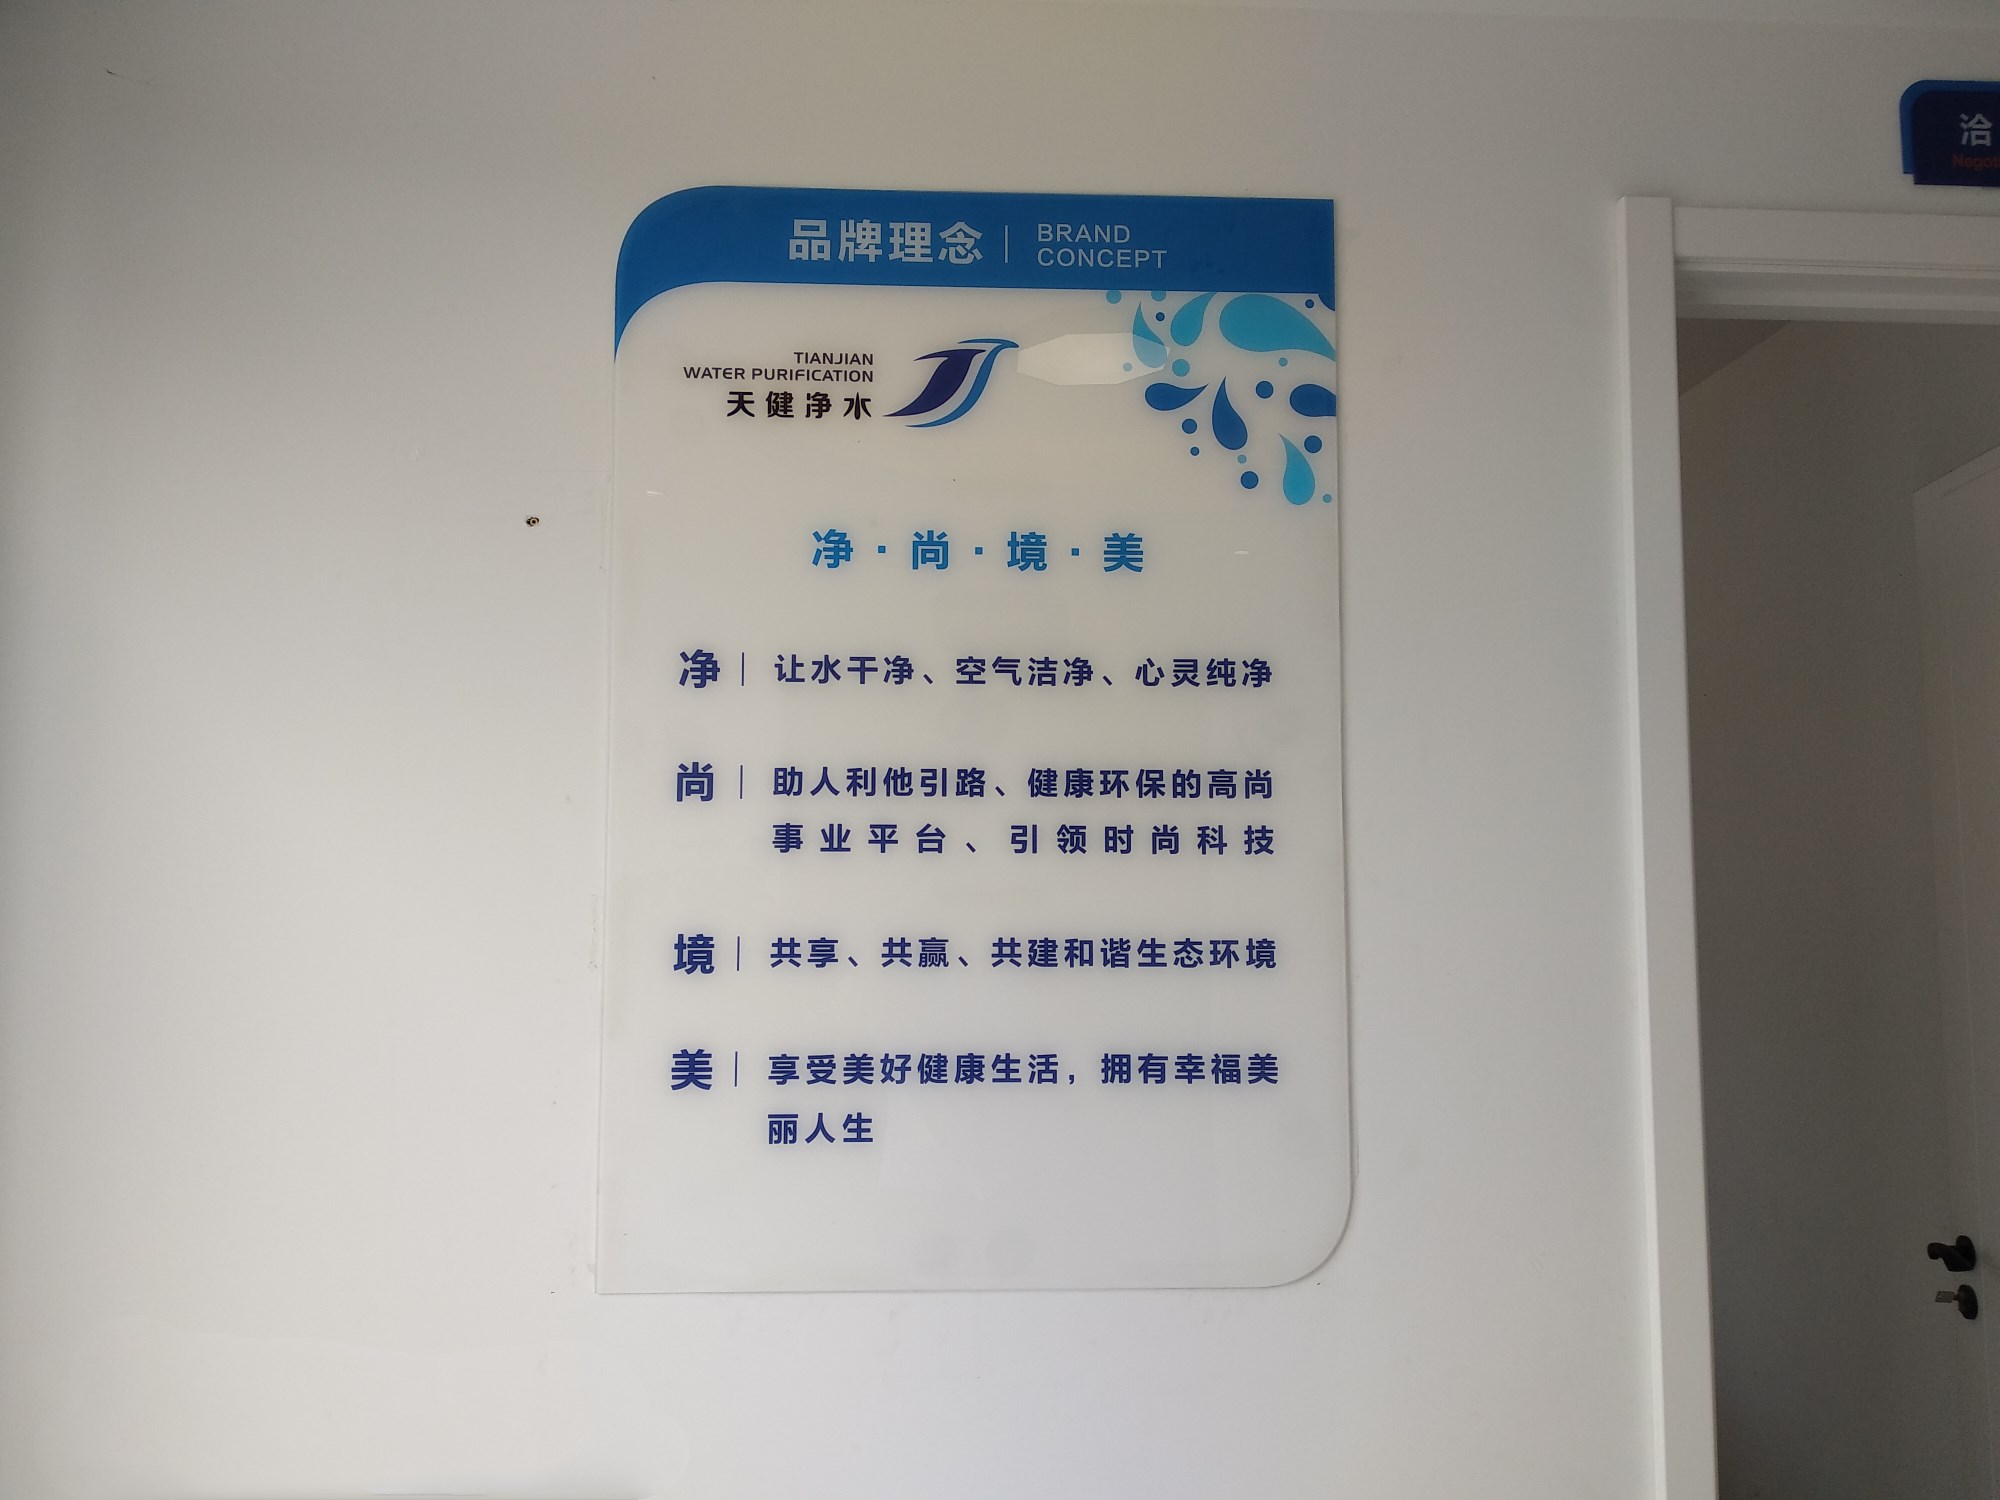 品牌理念 | BRAND CONCEPT
TIANJIAN
WATER PURIFICATION
天健净水
净·尚·境·美
净 | 让水干净、空气洁净、心灵纯净
尚 | 助人利他引路、健康环保的高尚
事业平台、引领时尚科技
境 | 共享、共赢、共建和谐生态环境
美 | 享受美好健康生活，拥有幸福美
丽人生
洽